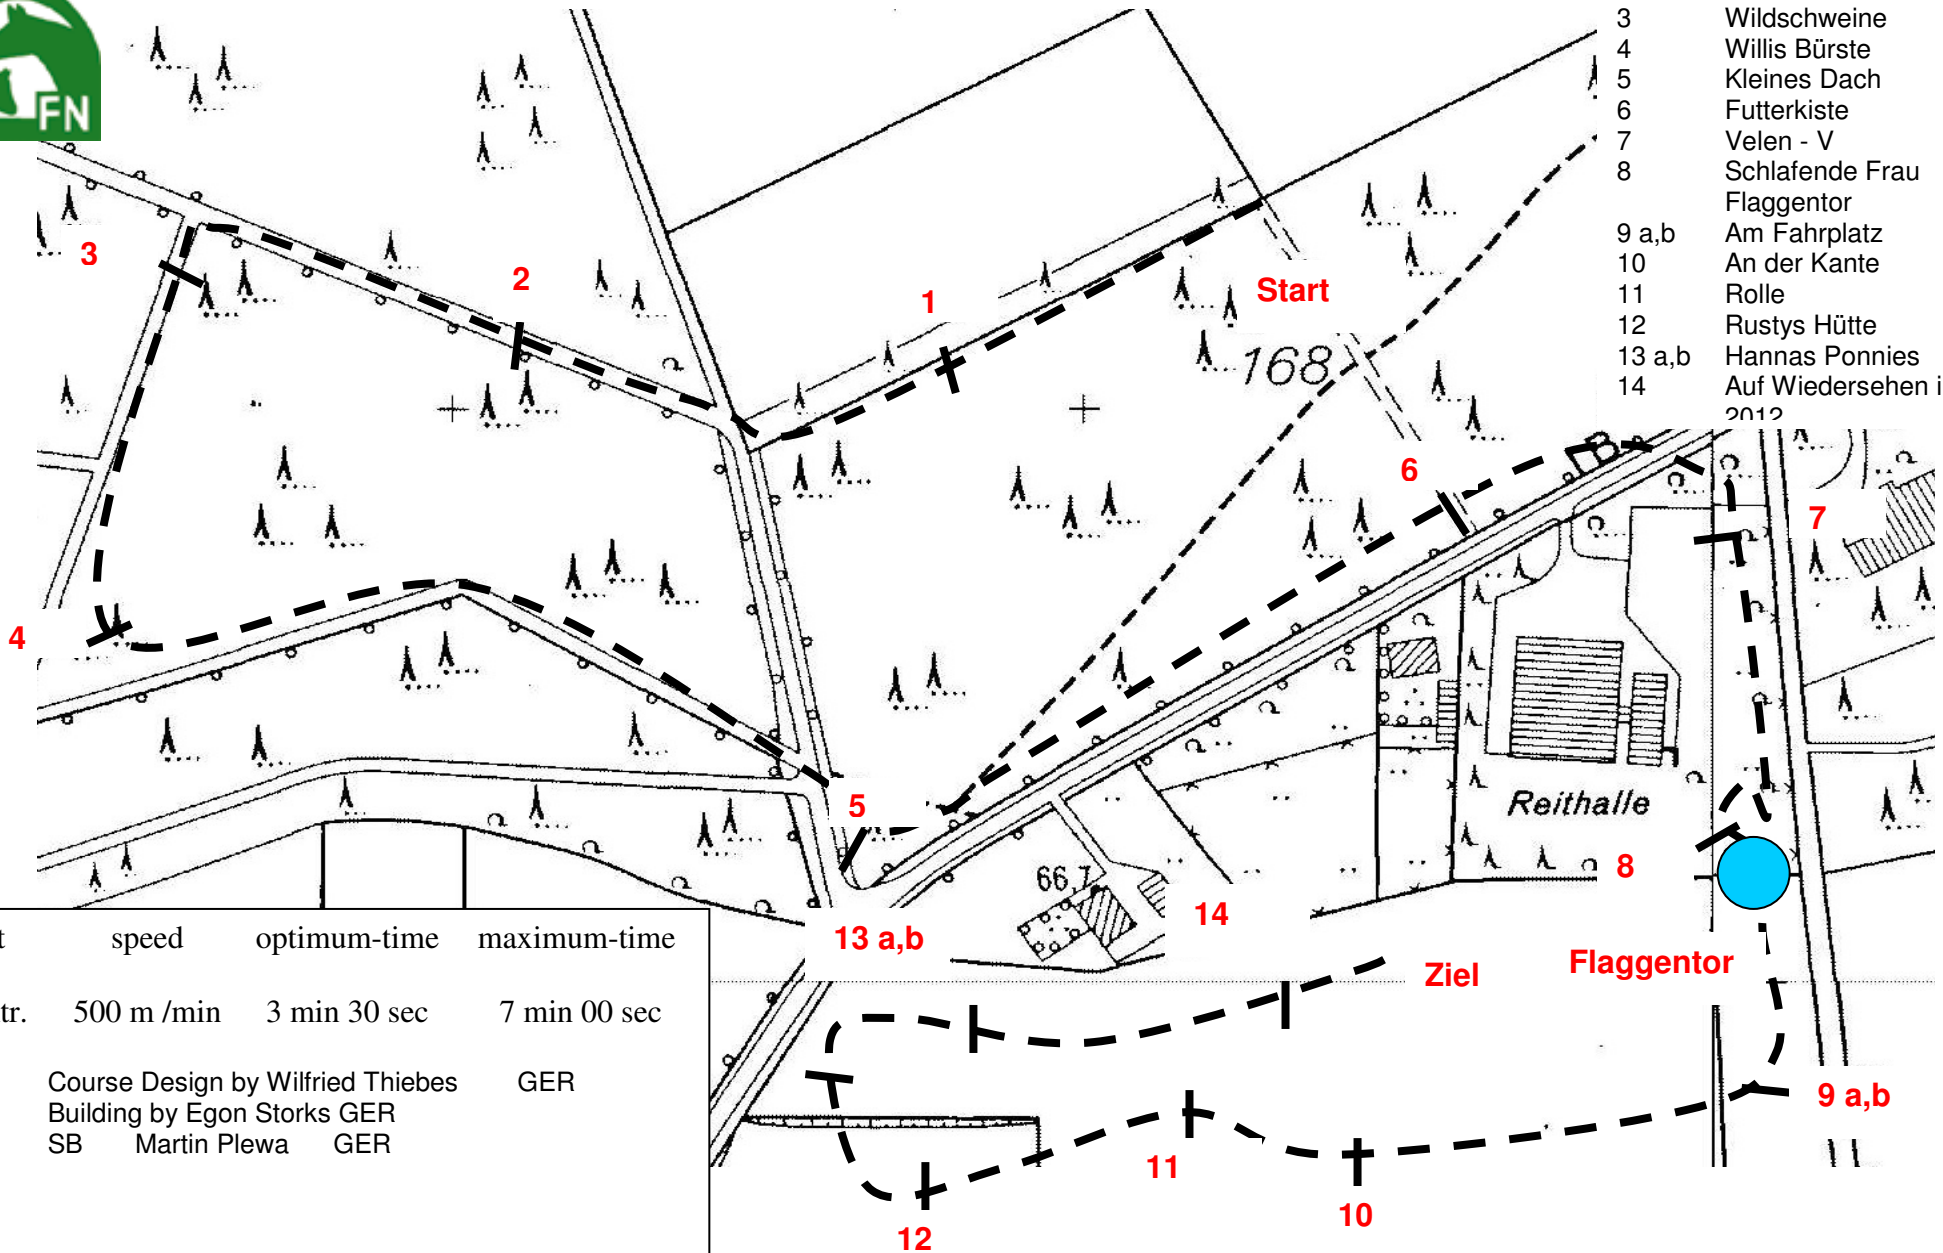 FN
3 Wildschweine
4 Willis Bürste
5 Kleines Dach
6 Futterkiste
7 Velen - V
8 Schlafende Frau
Flaggentor
9 a,b Am Fahrplatz
10 An der Kante
11 Rolle
12 Rustys Hütte
13 a,b Hannas Ponnies
14 Auf Wiedersehen i
2012
3
2
1
Start
168
6
7
4
5
Reithalle
8
66,7
14
13 a,b
Ziel
Flaggentor
9 a,b
11
10
12
t speed optimum-time maximum-time
tr. 500 m /min 3 min 30 sec 7 min 00 sec
Course Design by Wilfried Thiebes GER
Building by Egon Storks GER
SB Martin Plewa GER